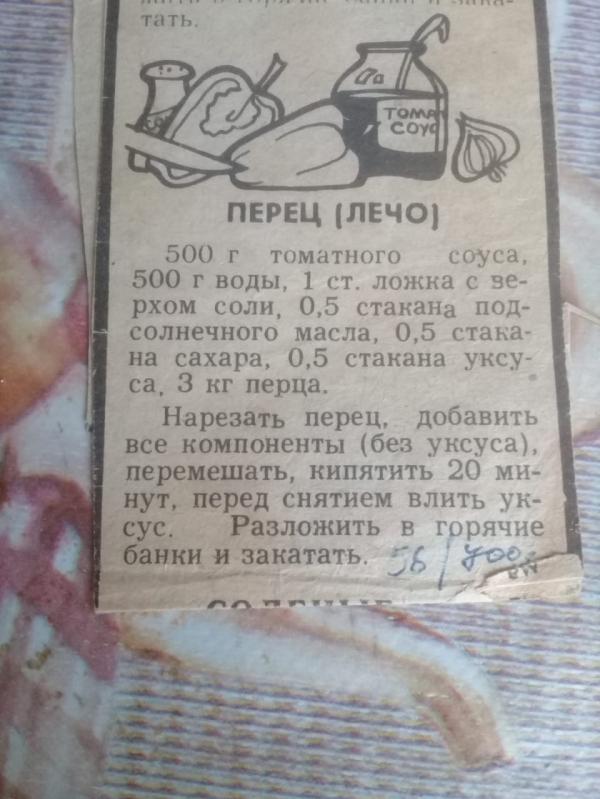 тать.
ТОМА
СОУС
ПЕРЕЦ (ЛЕЧО)
500 г томатного соуса,
500 г воды, 1 ст. ложка с ве-
рхом соли, 0,5 стакана под-
солнечного масла, 0,5 стака-
на сахара, 0,5 стакана уксу-
са, 3 кг перца.
Нарезать перец, добавить
все компоненты (без уксуса),
перемешать, кипятить 20 ми-
нут, перед снятием влить ук-
сус. Разложить в горячие
банки и закатать.